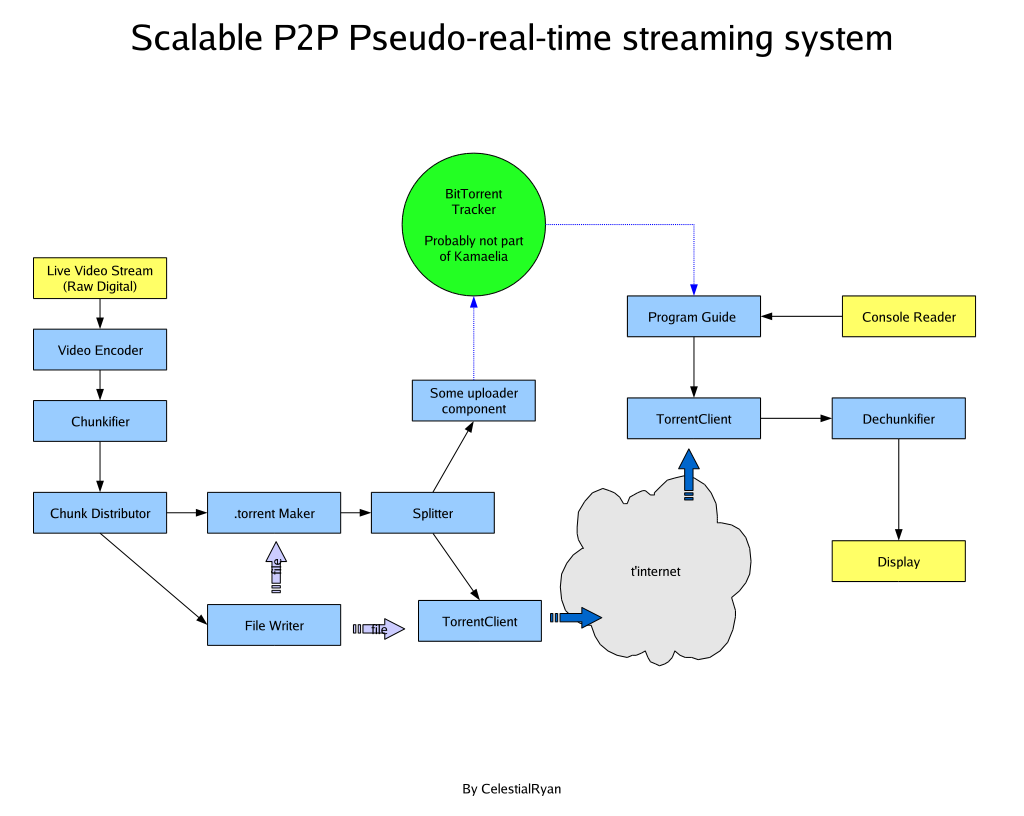 Scalable P2P Pseudo-real-time streaming system
BitTorrent
Tracker
Probably not part
of Kamaelia
Live Video Stream
(Raw Digital)
Video Encoder
Chunkifier
Chunk Distributor
.torrent Maker
Splitter
Some uploader
component
file
File Writer
file
TorrentClient
t'internet
Program Guide
Console Reader
TorrentClient
Dechunkifier
Display
By CelestialRyan